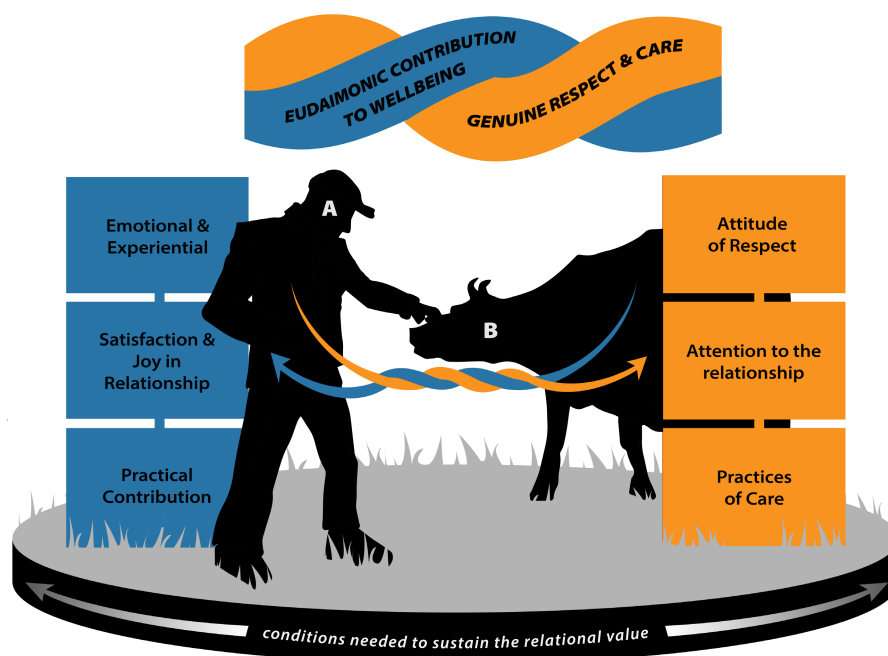 EUDAIMONIC CONTRIBUTION
TO WELLBEING
GENUINE RESPECT & CARE
Emotional &
Experiential
Satisfaction &
Joy in
Relationship
Practical
Contribution
A
B
Attitude
of Respect
Attention to the
relationship
Practices
of Care
conditions needed to sustain the relational value